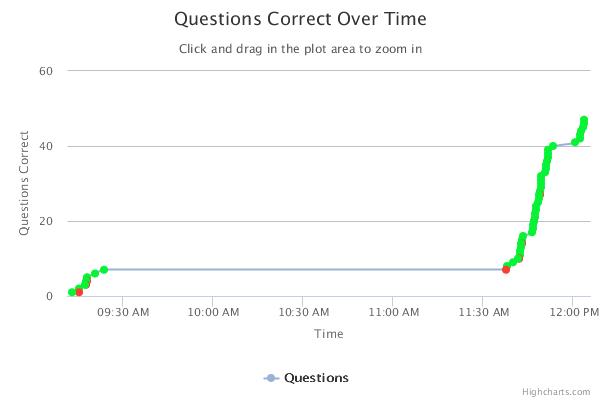 Questions Correct Over Time
Click and drag in the plot area to zoom in
Questions Correct
60
40
20
0
09:30 AM 10:00 AM 10:30 AM 11:00 AM 11:30 AM 12:00 PM
Time
Questions
Highcharts.com